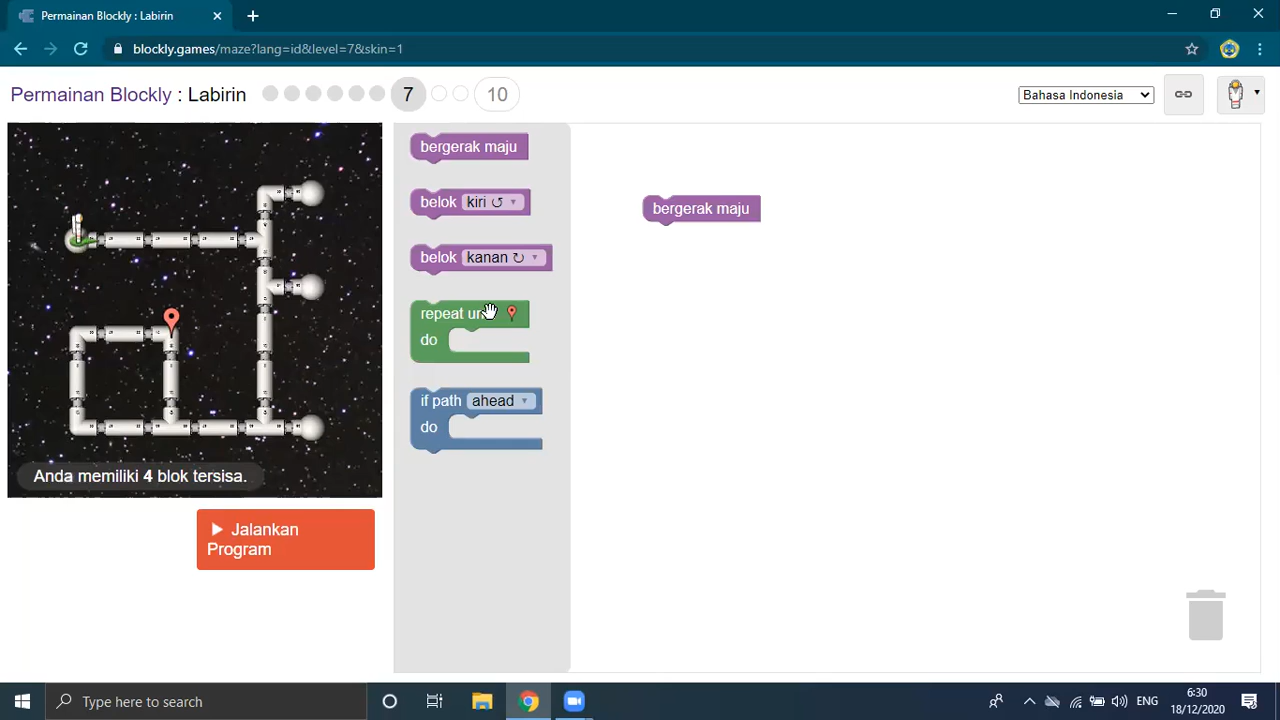 Permainan Blockly : Labirin
blockly.games/maze?lang=id&level=7&skin=1
Permainan Blockly : Labirin
7
10
Bahasa Indonesia
bergerak maju
belok kiri ↺
belok kanan ↻
repeat
do
if path ahead
do
bergerak maju
Anda memiliki 4 blok tersisa.
Jalankan
Program
Type here to search
ENG
6:30
18/12/2020